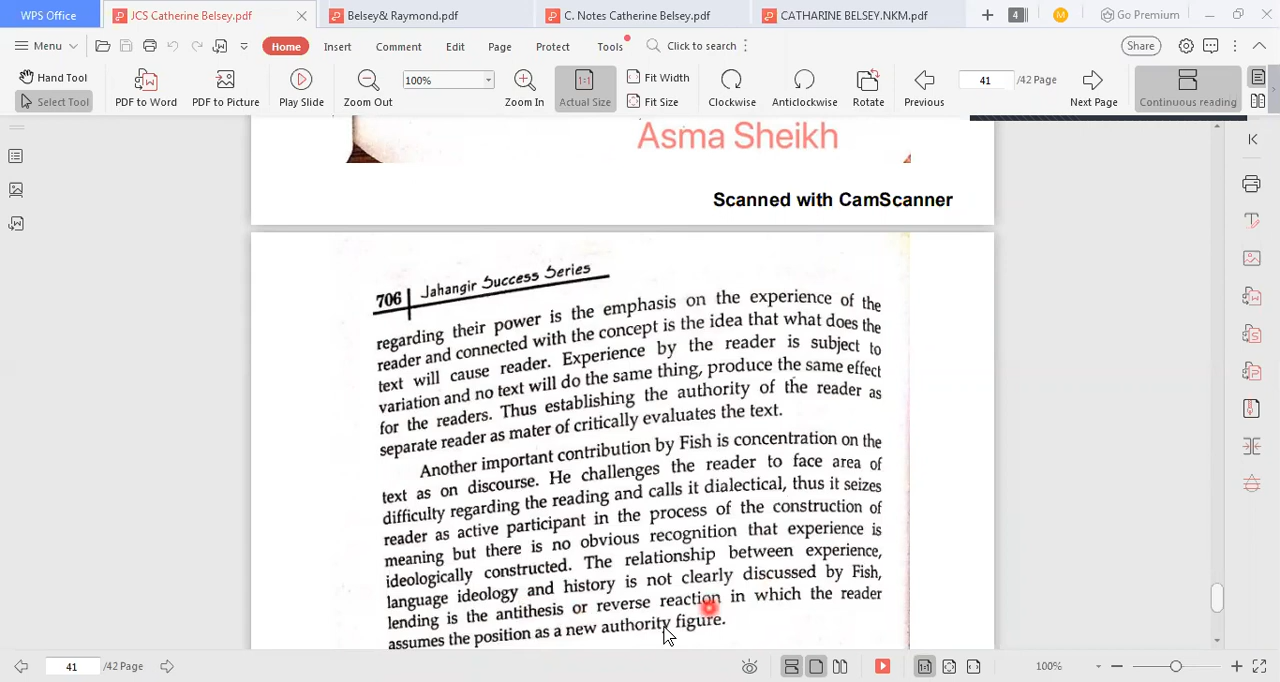 WPS Office
JCS Catherine Belsey.pdf
Belsey& Raymond.pdf
C. Notes Catherine Belsey.pdf
CATHARINE BELSEY.NKM.pdf
4
M
Go Premium
Menu
Home
Insert
Comment
Edit
Page
Protect
Tools
Click to search
Share
Hand Tool
Select Tool
PDF to Word
PDF to Picture
Play Slide
Zoom Out
100%
Zoom In
1:1
Actual Size
Fit Width
Fit Size
Clockwise
Anticlockwise
Rotate
Previous
41
/42 Page
Next Page
Continuous reading
Asma Sheikh
Scanned with CamScanner
706
Jahangir Success Series
regarding their power is the emphasis on the experience of the
reader and connected with the concept is the idea that what does the
text will cause reader. Experience by the reader is subject to
variation and no text will do the same thing, produce the same effect
for the readers. Thus establishing the authority of the reader as
separate reader as mater of critically evaluates the text.
Another important contribution by Fish is concentration on the
text as on discourse. He challenges the reader to face area of
difficulty regarding the reading and calls it dialectical, thus it seizes
reader as active participant in the process of the construction of
meaning but there is no obvious recognition that experience is
ideologically constructed. The relationship between experience,
language ideology and history is not clearly discussed by Fish,
lending is the antithesis or reverse reaction in which the reader
assumes the position as a new authority figure.
41
/42 Page
1:1
100%